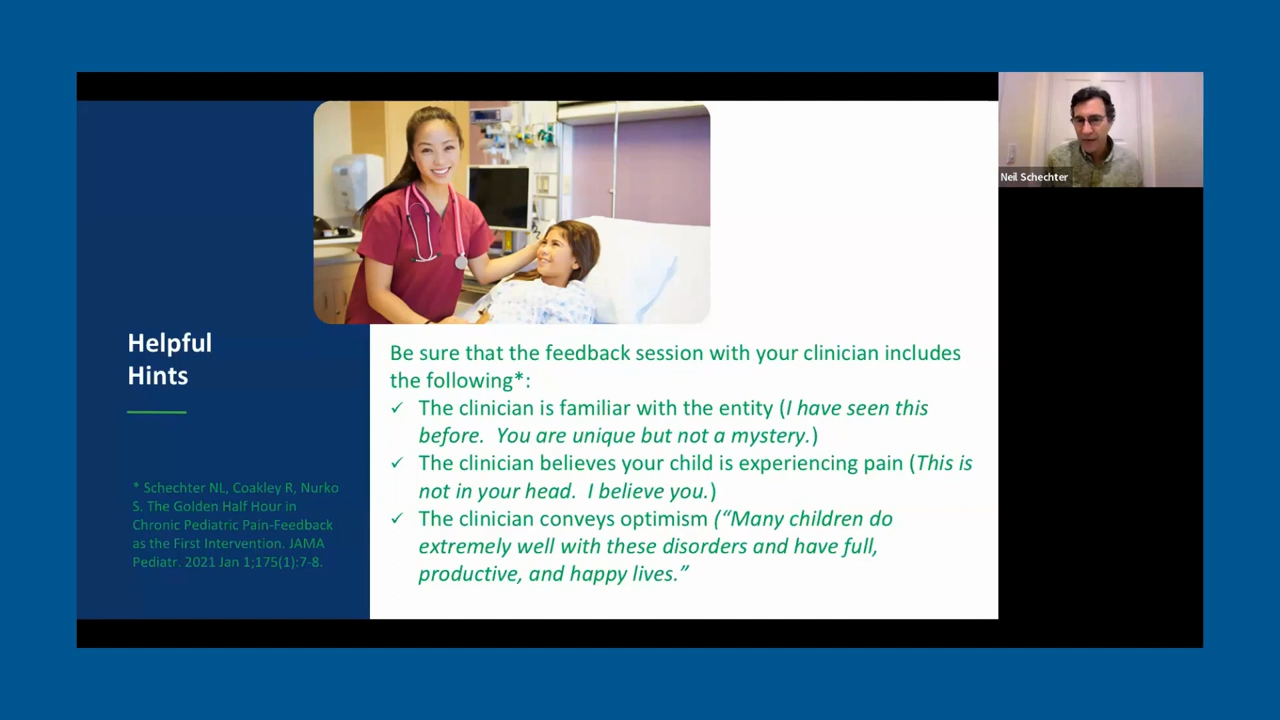 Neil Schechter
Helpful
Hints
Be sure that the feedback session with your clinician includes
the following*:
✓ The clinician is familiar with the entity (I have seen this
before.  You are unique but not a mystery.)
✓ The clinician believes your child is experiencing pain (This is
not in your head.  I believe you.)
✓ The clinician conveys optimism (“Many children do
extremely well with these disorders and have full,
productive, and happy lives.”
* Schechter NL, Coakley R, Nurko
S. The Golden Half Hour in
Chronic Pediatric Pain-Feedback
as the First Intervention. JAMA
Pediatr. 2021 Jan 1;175(1):7-8.